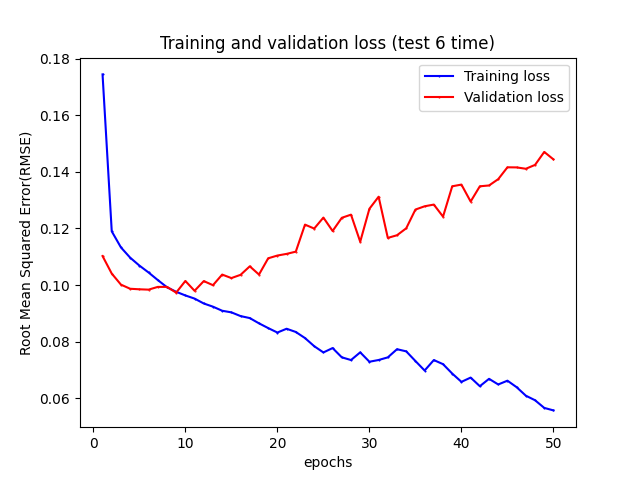 Training and validation loss (test 6 time)
Training loss
Validation loss
Root Mean Squared Error(RMSE)
0.18
0.16
0.14
0.12
0.10
0.08
0.06
0
10
20
30
40
50
epochs